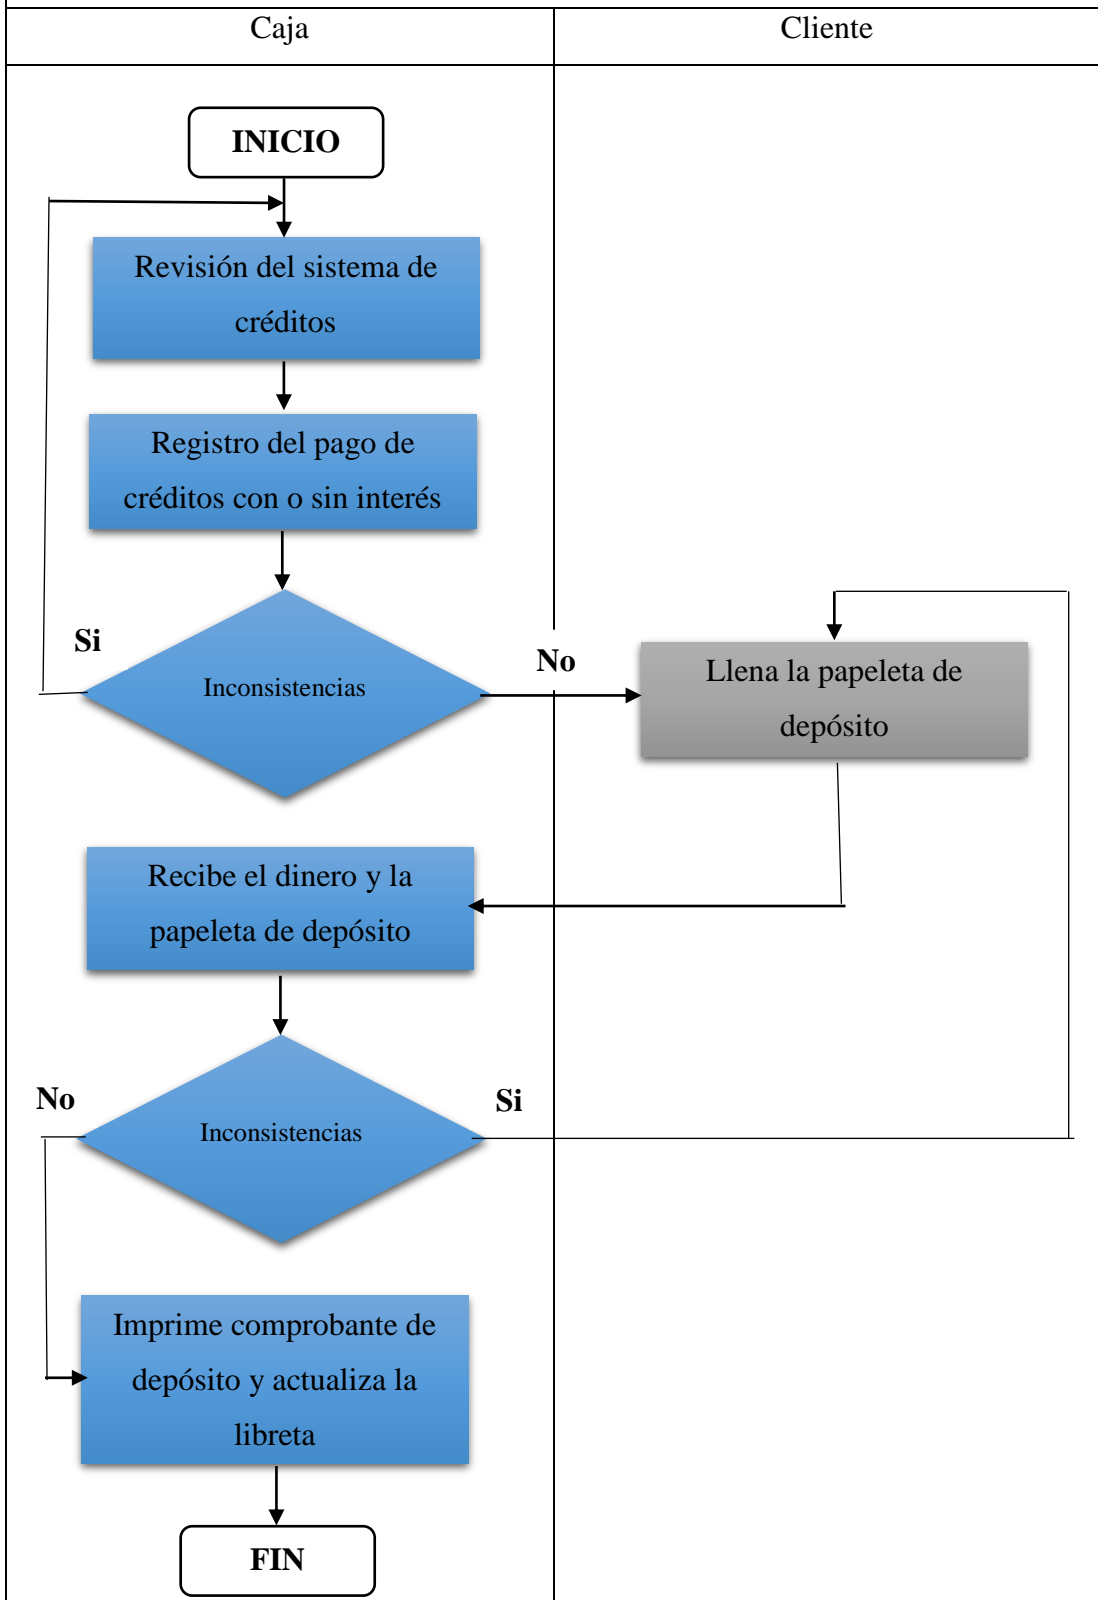 Caja
Cliente
INICIO
Revisión del sistema de
créditos
Registro del pago de
créditos con o sin interés
Si
Inconsistencias
No
Llena la papeleta de
depósito
Recibe el dinero y la
papeleta de depósito
No
Inconsistencias
Si
Imprime comprobante de
depósito y actualiza la
libreta
FIN